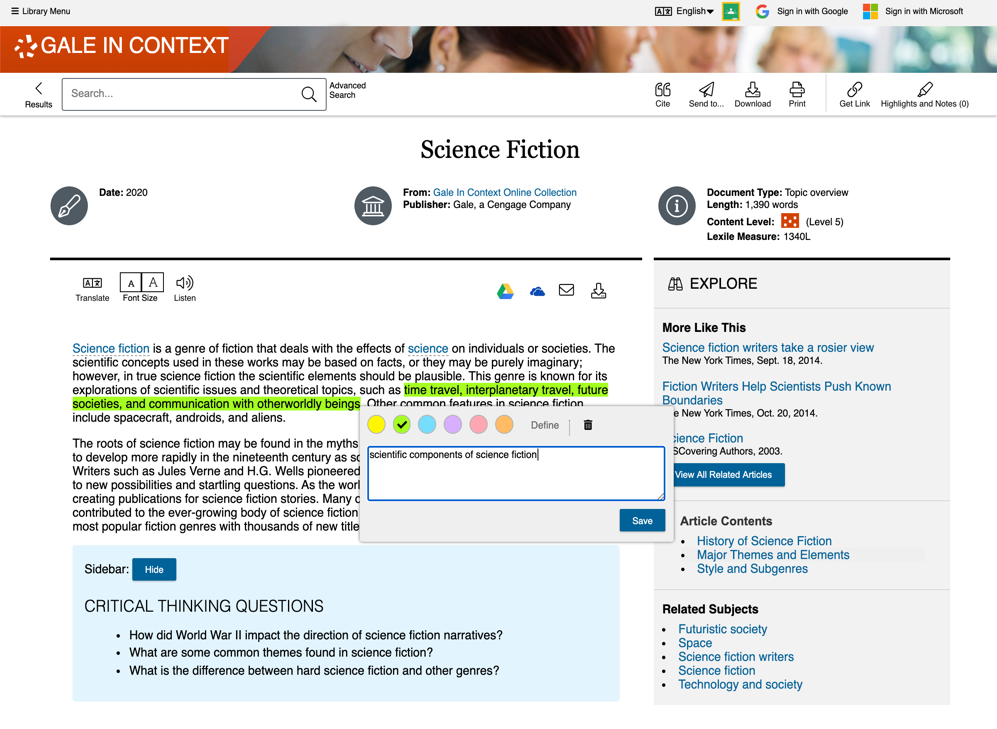 Library Menu
English
Sign in with Google
Sign in with Microsoft
GALE IN CONTEXT
Results
Search...
Advanced
Search
Cite
Send to...
Download
Print
Get Link
Highlights and Notes (0)
Science Fiction
Date: 2020
From: Gale In Context Online Collection
Publisher: Gale, a Cengage Company
Document Type: Topic overview
Length: 1,390 words
Content Level: (Level 5)
Lexile Measure: 1340L
Translate
A A
Font Size
Listen
Science fiction is a genre of fiction that deals with the effects of science on individuals or societies. The
scientific concepts used in these works may be based on facts, or they may be purely imaginary;
however, in true science fiction the scientific elements should be plausible. This genre is known for its
explorations of scientific issues and theoretical topics, such as time travel, interplanetary travel, future
societies, and communication with otherworldly beings. Other common features in science fiction
include spacecraft, androids, and aliens.
The roots of science fiction may be found in the myths
to develop more rapidly in the nineteenth century as
Writers such as Jules Verne and H.G. Wells pioneered
to new possibilities and startling questions. As the
creating publications for science fiction stories. Many
contributed to the ever-growing body of science fiction
most popular fiction genres with thousands of new
Define
scientific components of science fiction
Save
Sidebar: Hide
CRITICAL THINKING QUESTIONS
• How did World War II impact the direction of science fiction narratives?
• What are some common themes found in science fiction?
• What is the difference between hard science fiction and other genres?
EXPLORE
More Like This
Science fiction writers take a rosier view
The New York Times, Sept. 18, 2014.
Fiction Writers Help Scientists Push Known
Boundaries
New York Times, Oct. 20, 2014.
Fiction
Authors, 2003.
View All Related Articles
Article Contents
• History of Science Fiction
• Major Themes and Elements
• Style and Subgenres
Related Subjects
• Futuristic society
• Space
• Science fiction writers
• Science fiction
• Technology and society